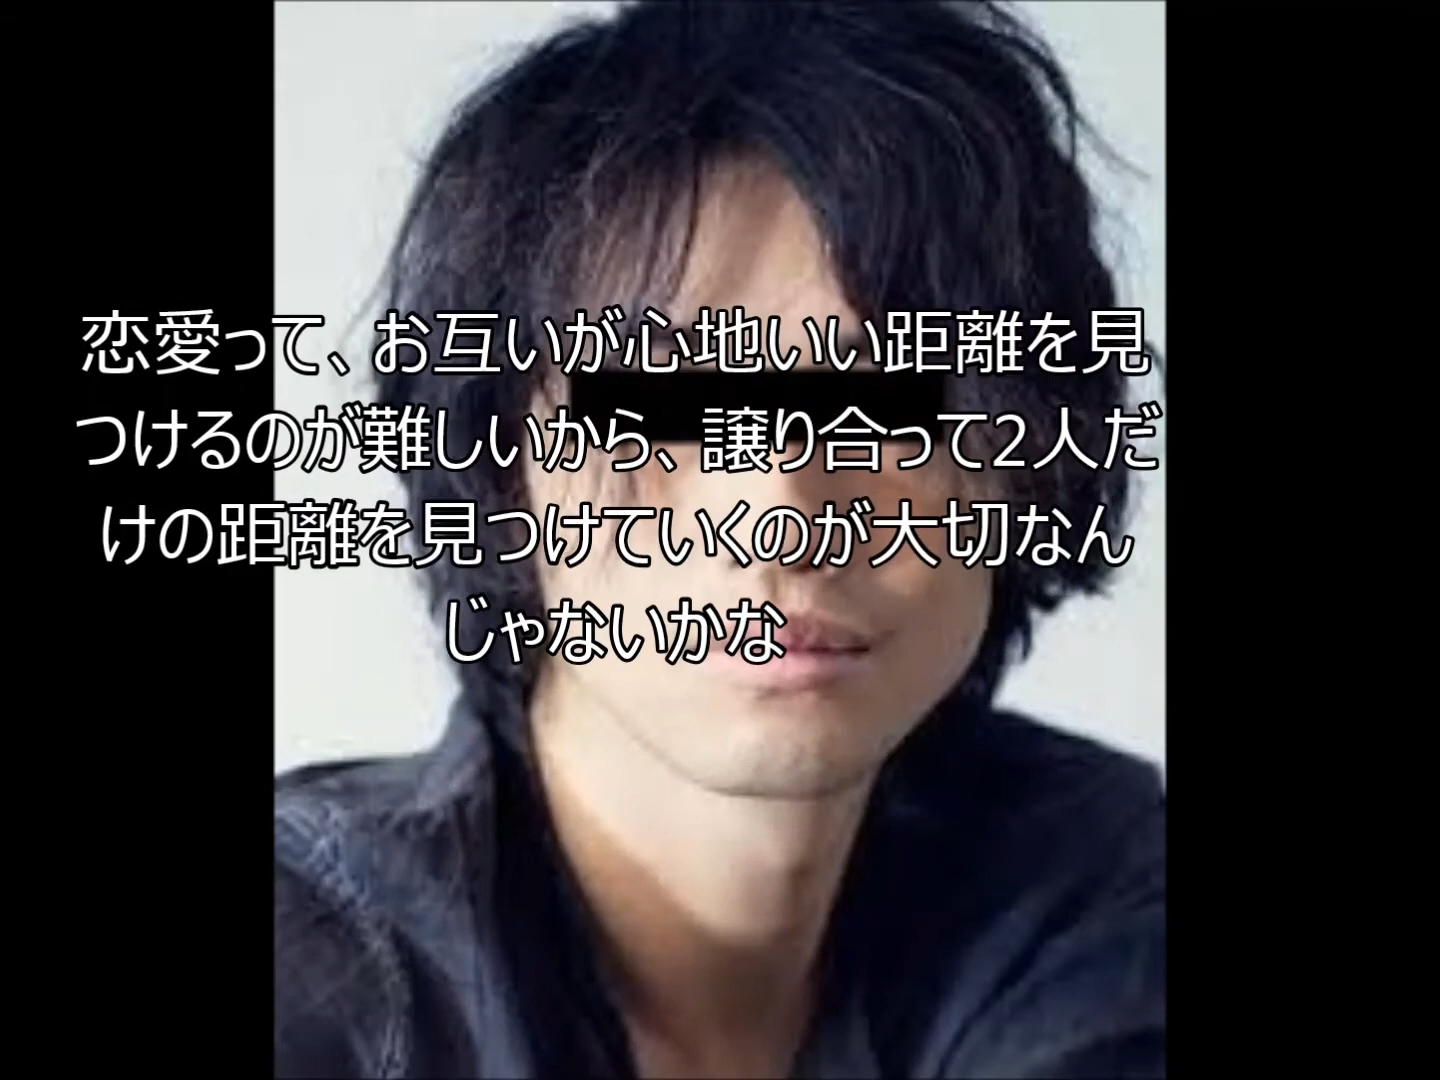 恋愛って、お互いが心地いい距離を見
つけるのが難しいから、譲り合って2人だ
けの距離を見つけていくのが大切なん
じゃないかな